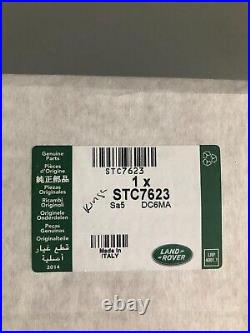 STC7623
Genuine
Parts
Pièces
d'Origine
純正部品
Piezas
Originales
Ricambi
Originali
Originele
Onderdelen
Peças
Genuínas
Originalteile
قطع غيار
أصلية
2014
1 x
STC7623
Sa5 DC6MA
Made In
ITALY
LAND
ROVER